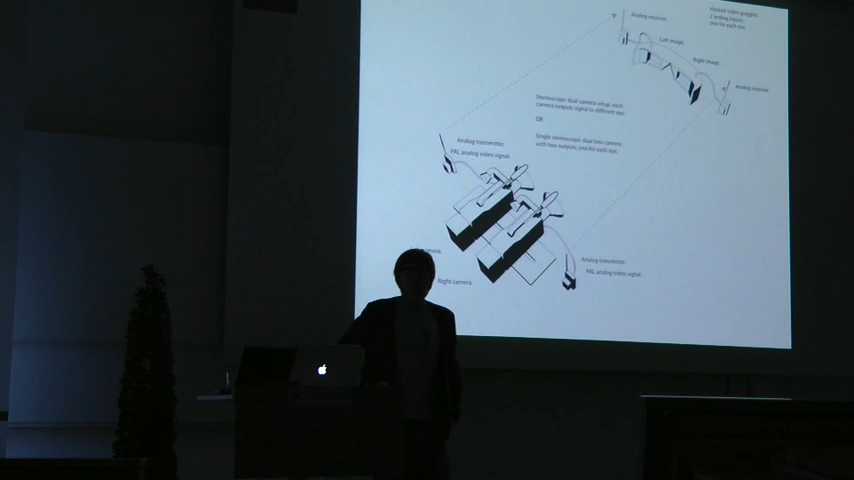 Hacked video goggles;
2 analog inputs,
one for each eye.
Analog receiver.
Left image.
Right image.
Analog receiver.
Stereoscopic dual camera setup, each
camera outputs signal to different eye.
OR
Single stereoscopic dual lens camera
with two outputs, one for each eye.
Analog transmitter.
PAL analog video signal.
camera.
Right camera.
Analog transmitter.
PAL analog video signal.